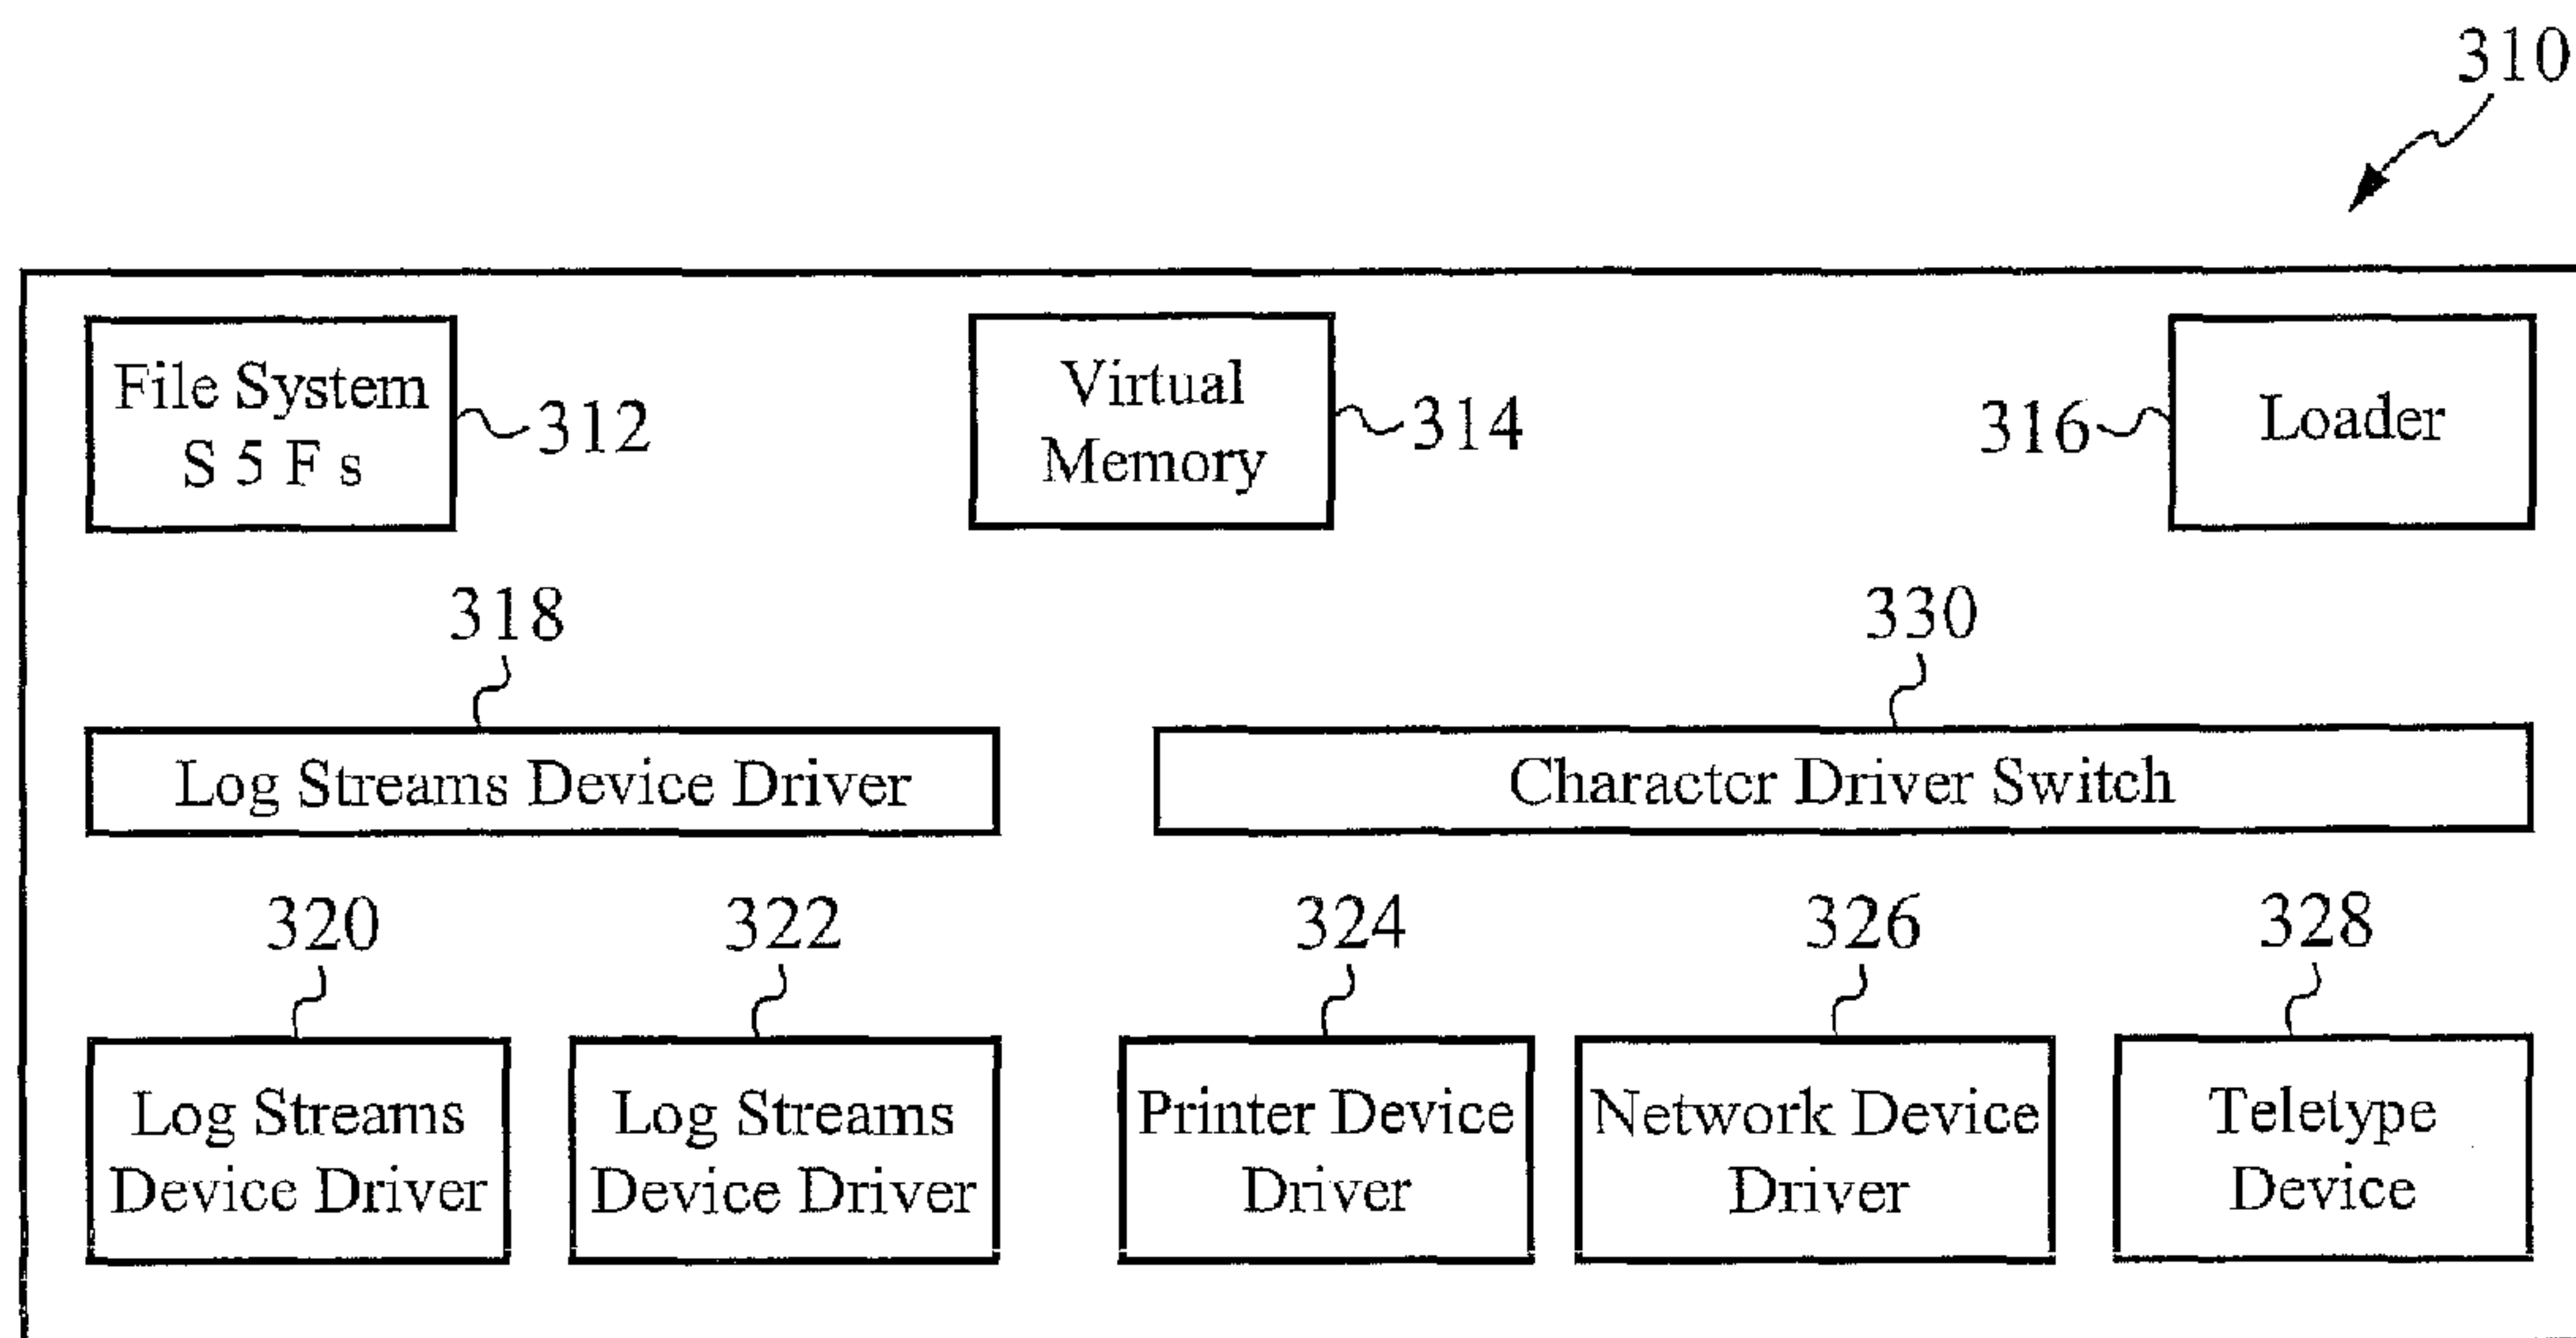 310
File System
S 5 F s
312
Virtual
Memory
314
316
Loader
318
330
Log Streams Device Driver
Character Driver Switch
320
322
324
326
328
Log Streams
Device Driver
Log Streams
Device Driver
Printer Device
Driver
Network Device
Driver
Teletype
Device